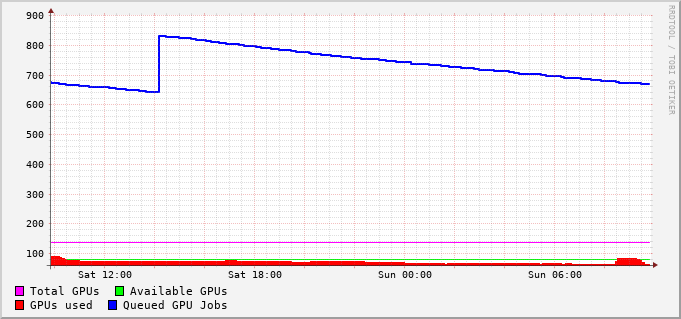 900
800
700
600
500
400
300
200
100
Sat 12:00 Sat 18:00 Sun 00:00 Sun 06:00
Total GPUs Available GPUs
GPUs used Queued GPU Jobs
RRDTOOL / TOBI OETIKER